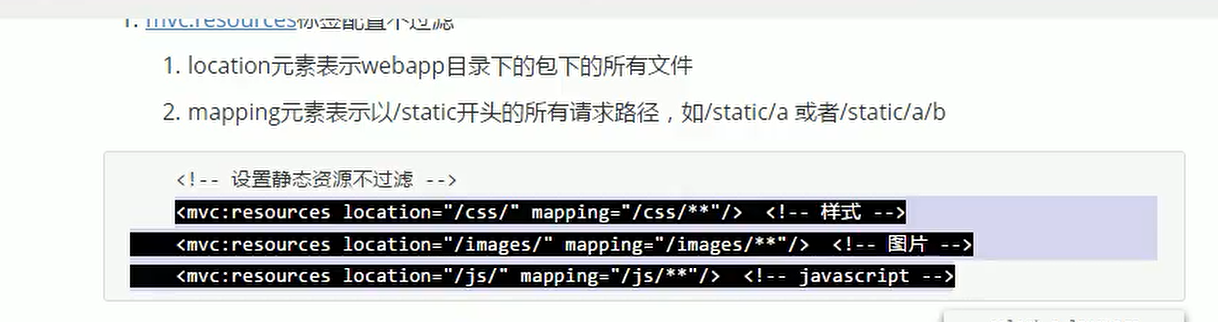 1. mvc:resources标签配置不过滤
1. location元素表示webapp目录下的包下的所有文件
2. mapping元素表示以/static开头的所有请求路径，如/static/a 或者/static/a/b
<!-- 设置静态资源不过滤 -->
<mvc:resources location="/css/" mapping="/css/**"/>  <!-- 样式 -->
<mvc:resources location="/images/" mapping="/images/**"/>  <!-- 图片 -->
<mvc:resources location="/js/" mapping="/js/**"/>  <!-- javascript -->